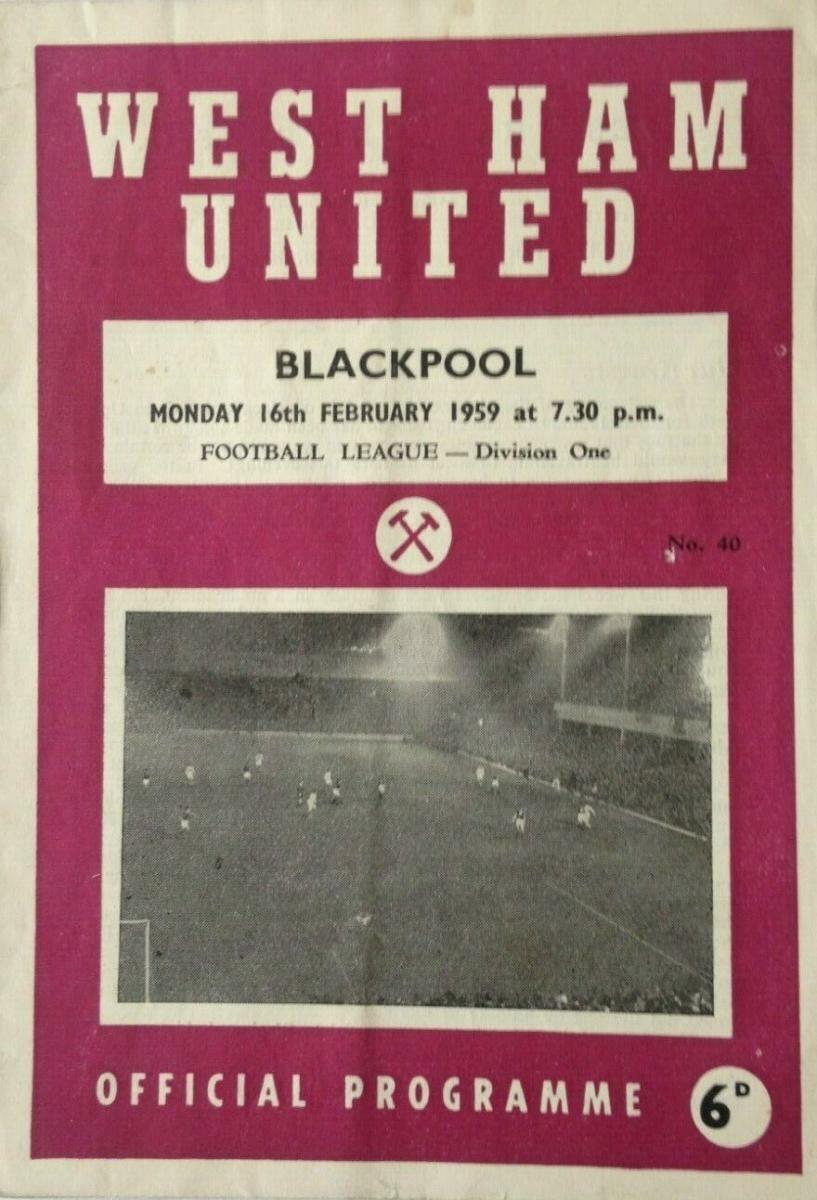 WEST HAM
UNITED
BLACKPOOL
MONDAY 16th FEBRUARY 1959 at 7.30 p.m.
FOOTBALL LEAGUE — Division One
No. 40
OFFICIAL PROGRAMME
6D